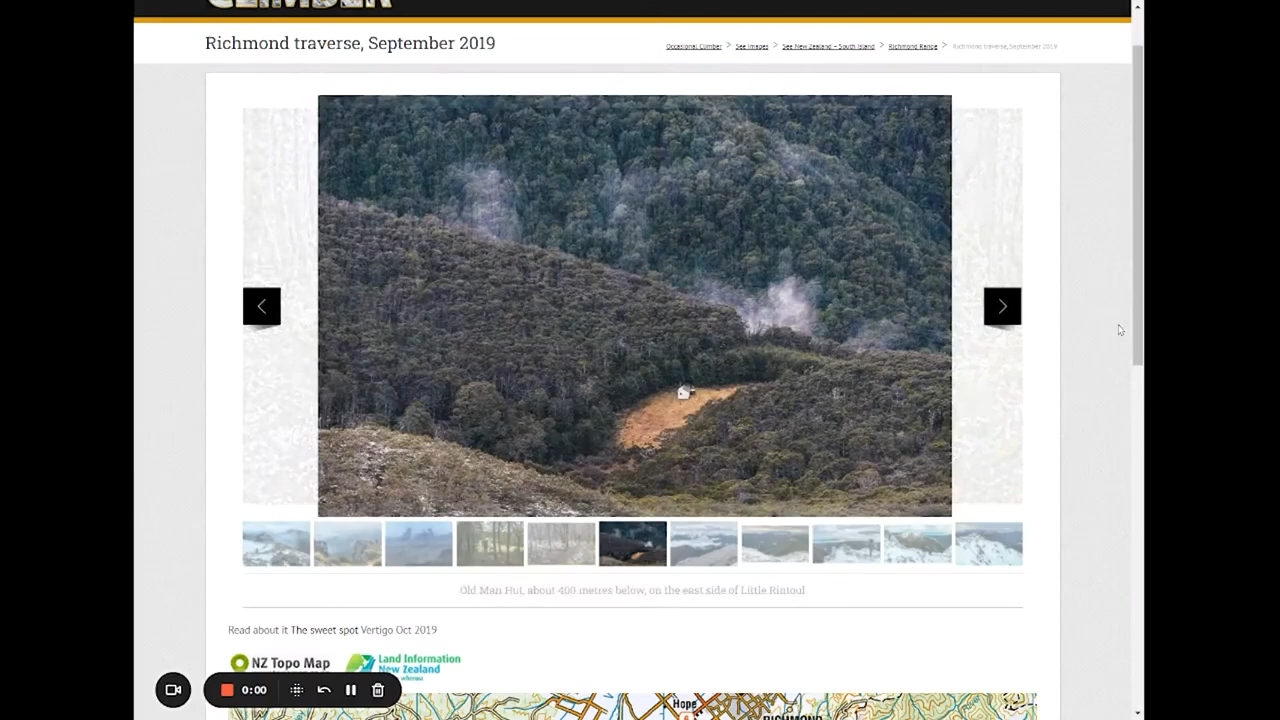 CLIMBER
Richmond traverse, September 2019
Occasional Climber > See Images > See New Zealand – South Island > Richmond Range > Richmond traverse, September 2019
Old Man Hut, about 400 metres below, on the east side of Little Rintoul
Read about it The sweet spot Vertigo Oct 2019
NZ Topo Map
Land Information
New Zealand
0:00
Hope
RICHMOND